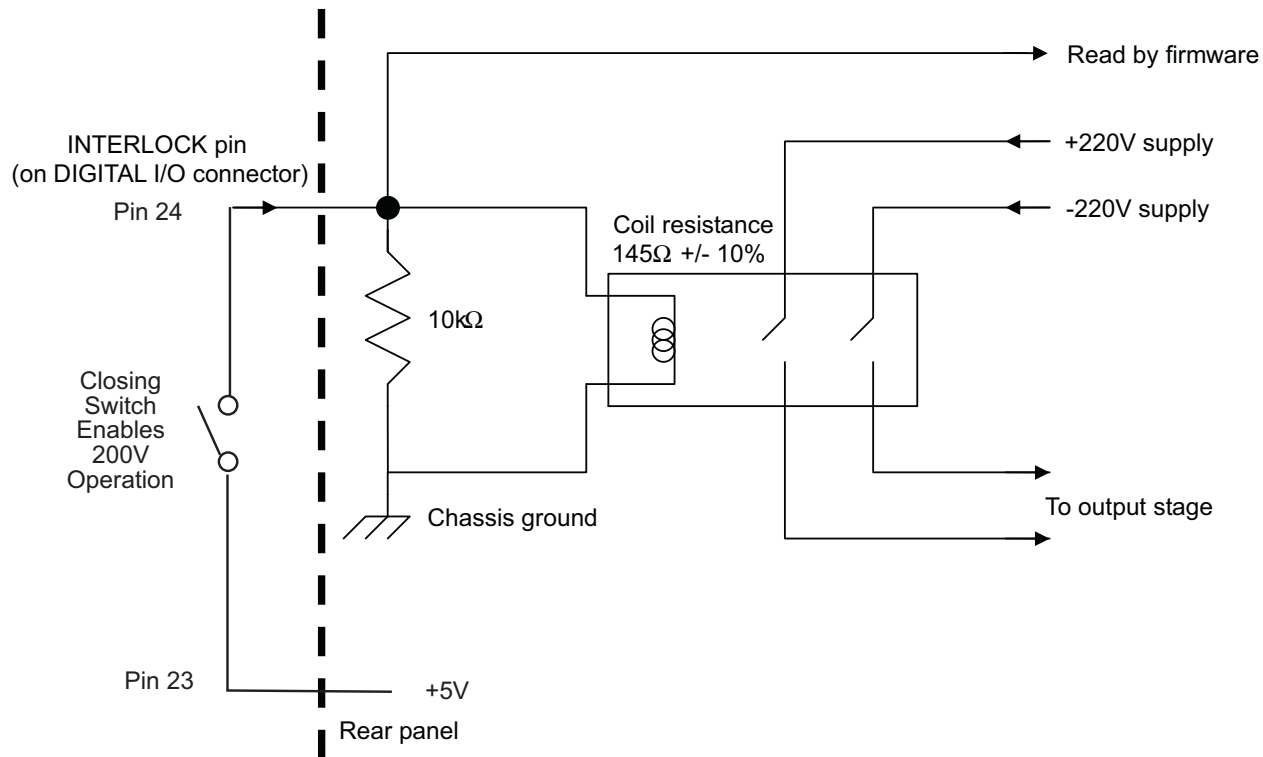 Read by firmware
INTERLOCK pin
(on DIGITAL I/O connector)
+220V supply
Pin 24
-220V supply
Coil resistance
145Ω +/- 10%
10kΩ
Closing
Switch
Enables
200V
Operation
Chassis ground
To output stage
Pin 23
+5V
Rear panel